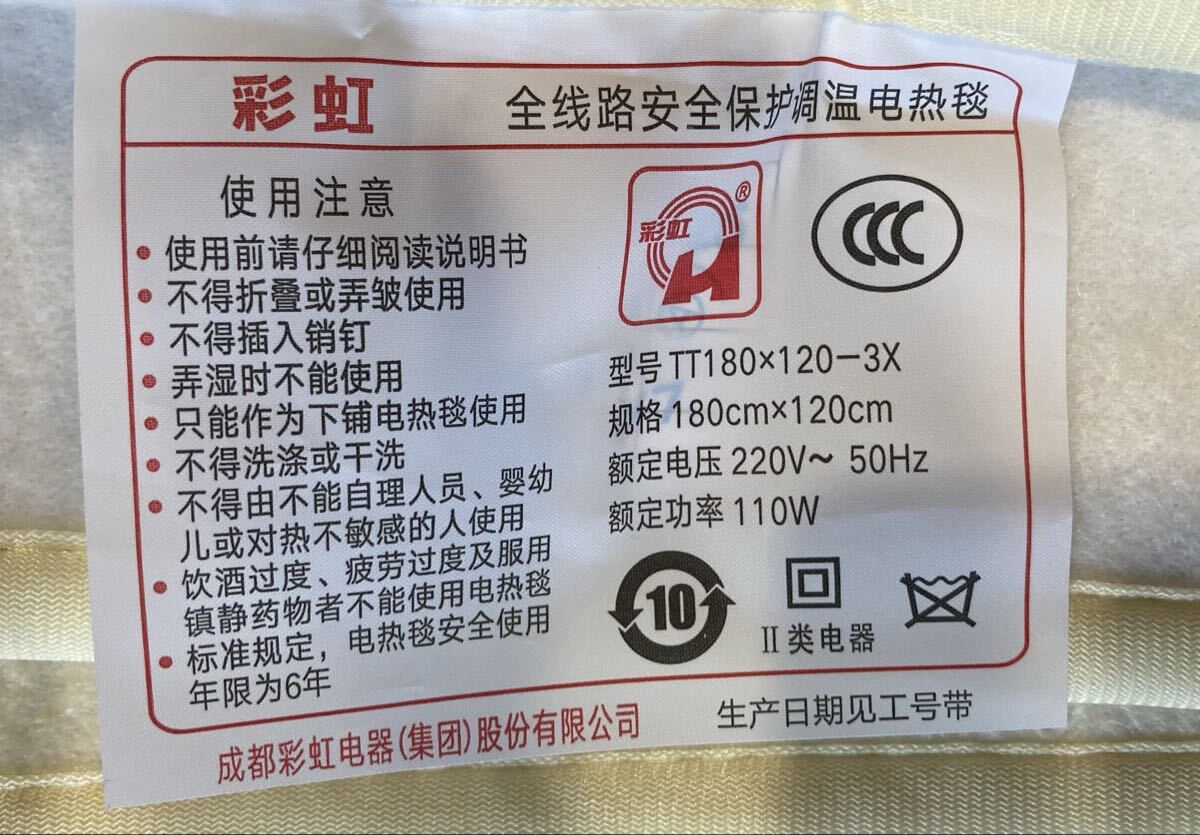 彩虹 全线路安全保护调温电热毯
使用注意
• 使用前请仔细阅读说明书
• 不得折叠或弄皱使用
• 不得插入销钉
• 弄湿时不能使用
• 只能作为下铺电热毯使用
• 不得洗涤或干洗
• 不得由不能自理人员、婴幼
儿或对热不敏感的人使用
• 饮酒过度、疲劳过度及服用
镇静药物者不能使用电热毯
• 标准规定，电热毯安全使用
年限为6年
彩虹 ®
CCC
型号 TT180×120-3X
规格 180cm×120cm
额定电压 220V~ 50Hz
额定功率 110W
10
Ⅱ类电器
成都彩虹电器(集团)股份有限公司
生产日期见工号带